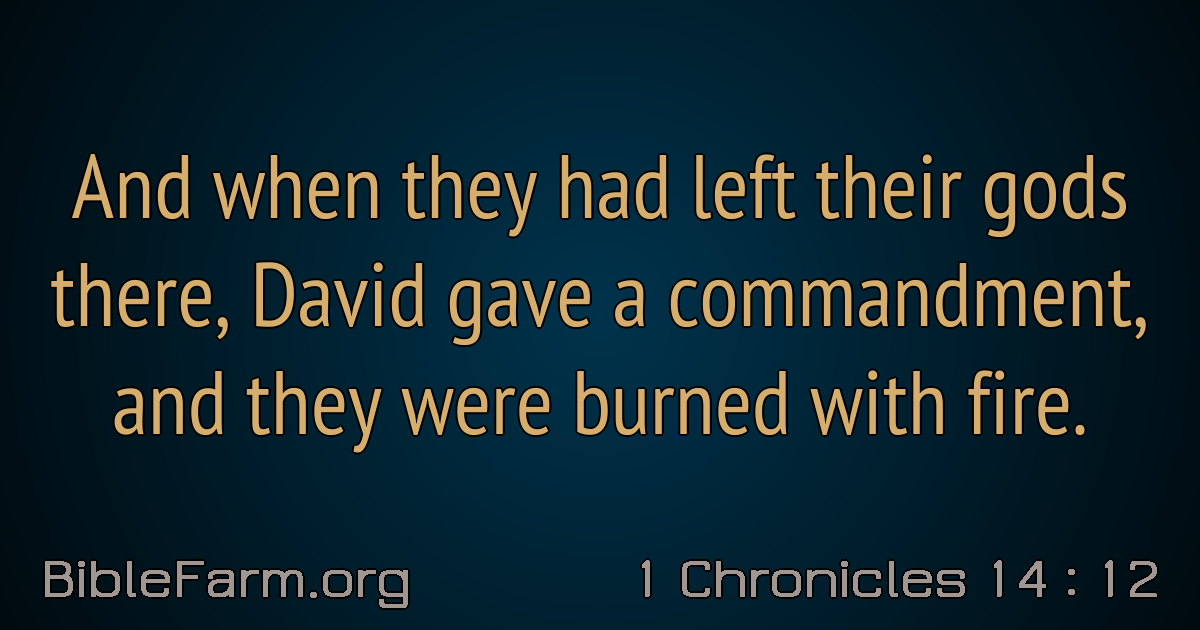 And when they had left their gods
there, David gave a commandment,
and they were burned with fire.
BibleFarm.org
1 Chronicles 14 : 12